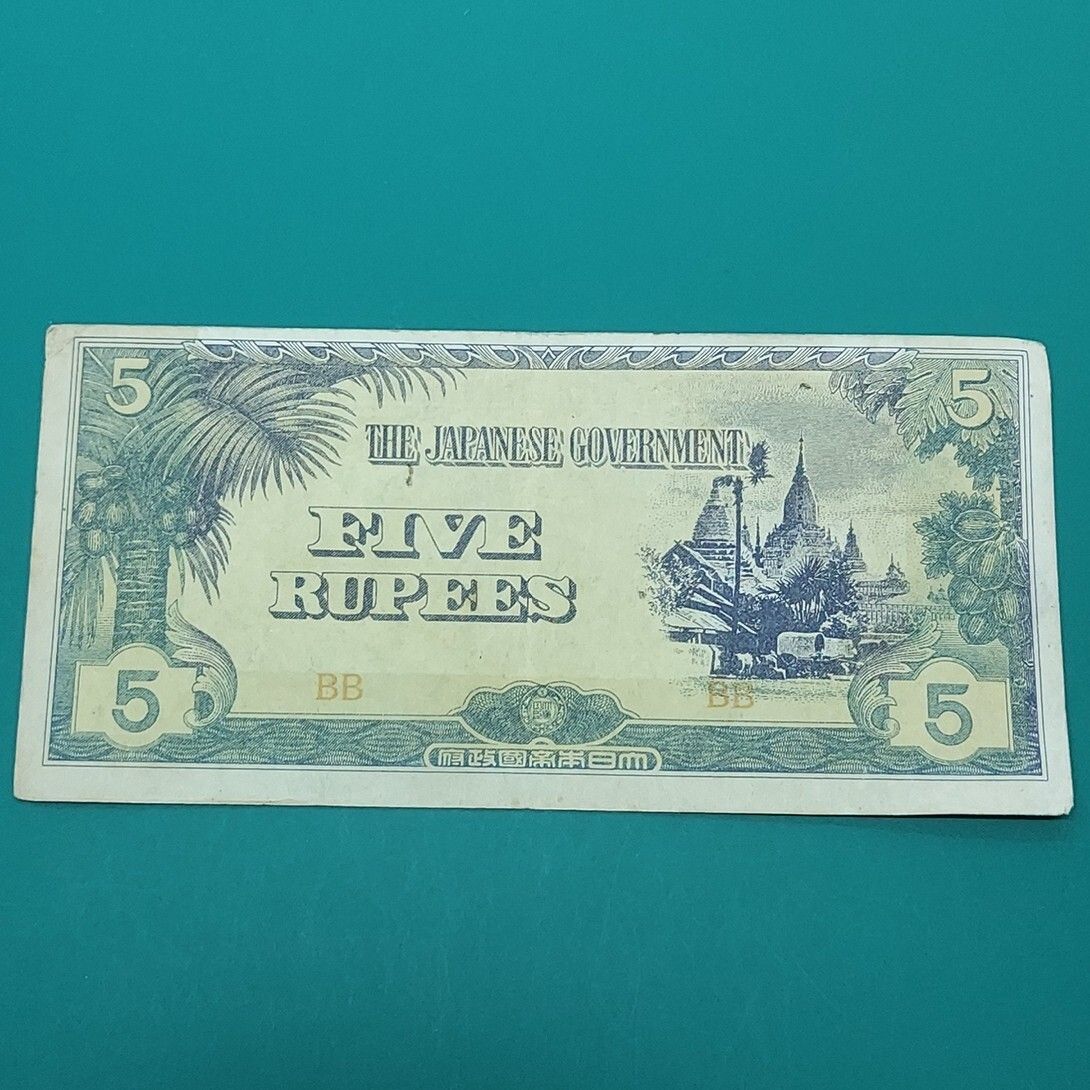 5 5
THE JAPANESE GOVERNMENT
FIVE
RUPEES
BB BB
5 5
府政國帝本日大